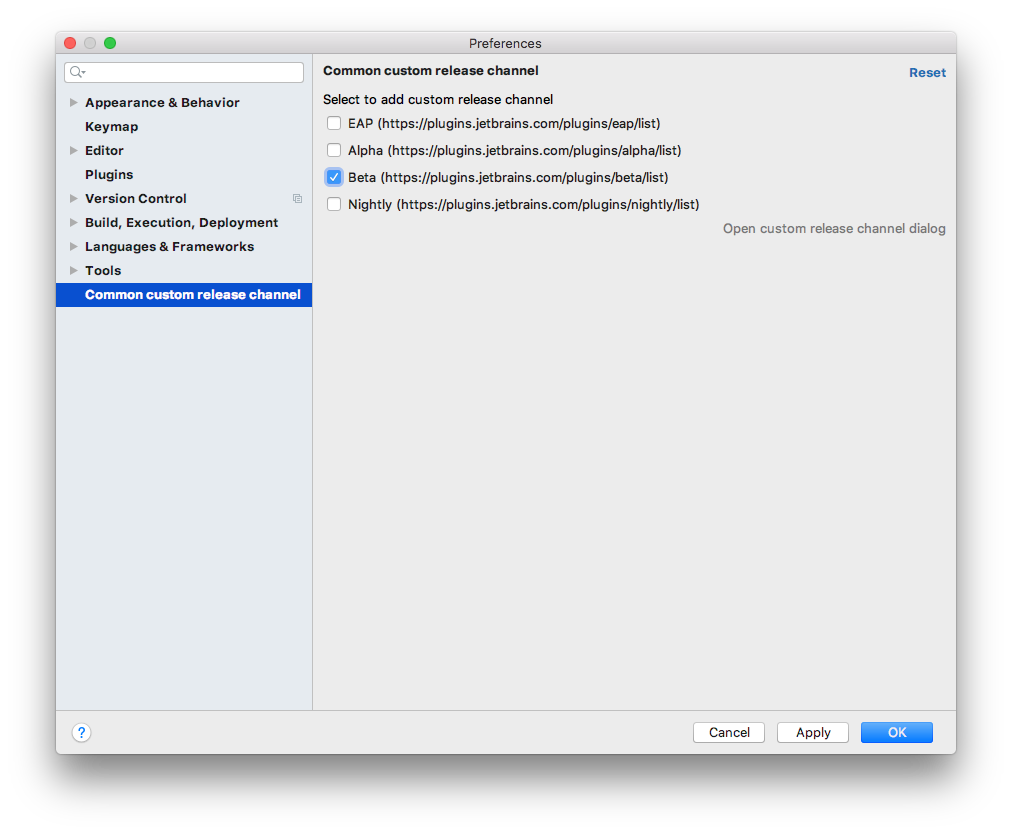 Preferences
Common custom release channel
Reset
Appearance & Behavior
Keymap
Editor
Plugins
Version Control
Build, Execution, Deployment
Languages & Frameworks
Tools
Common custom release channel
Select to add custom release channel
EAP (https://plugins.jetbrains.com/plugins/eap/list)
Alpha (https://plugins.jetbrains.com/plugins/alpha/list)
Beta (https://plugins.jetbrains.com/plugins/beta/list)
Nightly (https://plugins.jetbrains.com/plugins/nightly/list)
Open custom release channel dialog
?
Cancel
Apply
OK